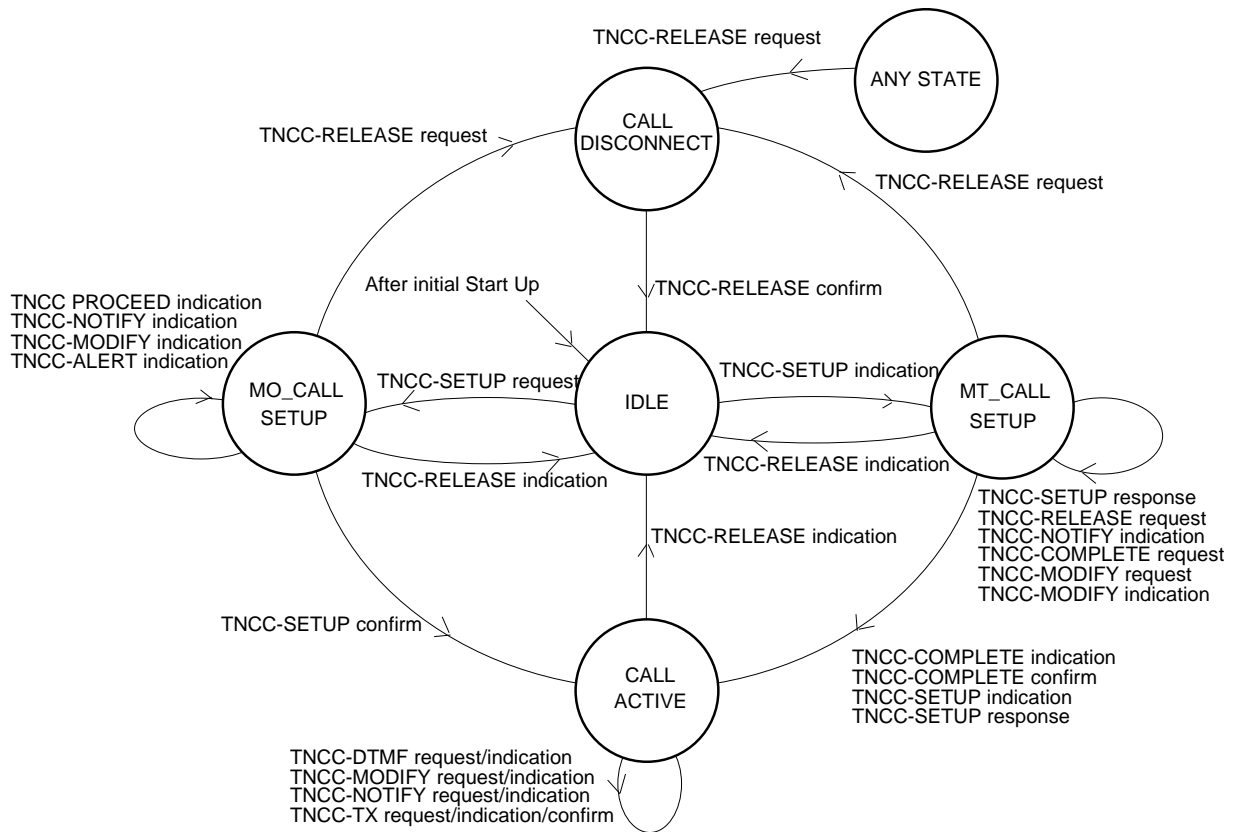 TNCC-RELEASE request
ANY STATE
CALL
DISCONNECT
TNCC-RELEASE request
TNCC-RELEASE request
After initial Start Up
TNCC-RELEASE confirm
TNCC PROCEED indication
TNCC-NOTIFY indication
TNCC-MODIFY indication
TNCC-ALERT indication
MO_CALL
SETUP
TNCC-SETUP request
IDLE
TNCC-SETUP indication
MT_CALL
SETUP
TNCC-RELEASE indication
TNCC-RELEASE indication
TNCC-SETUP response
TNCC-RELEASE request
TNCC-NOTIFY indication
TNCC-COMPLETE request
TNCC-MODIFY request
TNCC-MODIFY indication
TNCC-RELEASE indication
TNCC-SETUP confirm
CALL
ACTIVE
TNCC-COMPLETE indication
TNCC-COMPLETE confirm
TNCC-SETUP indication
TNCC-SETUP response
TNCC-DTMF request/indication
TNCC-MODIFY request/indication
TNCC-NOTIFY request/indication
TNCC-TX request/indication/confirm